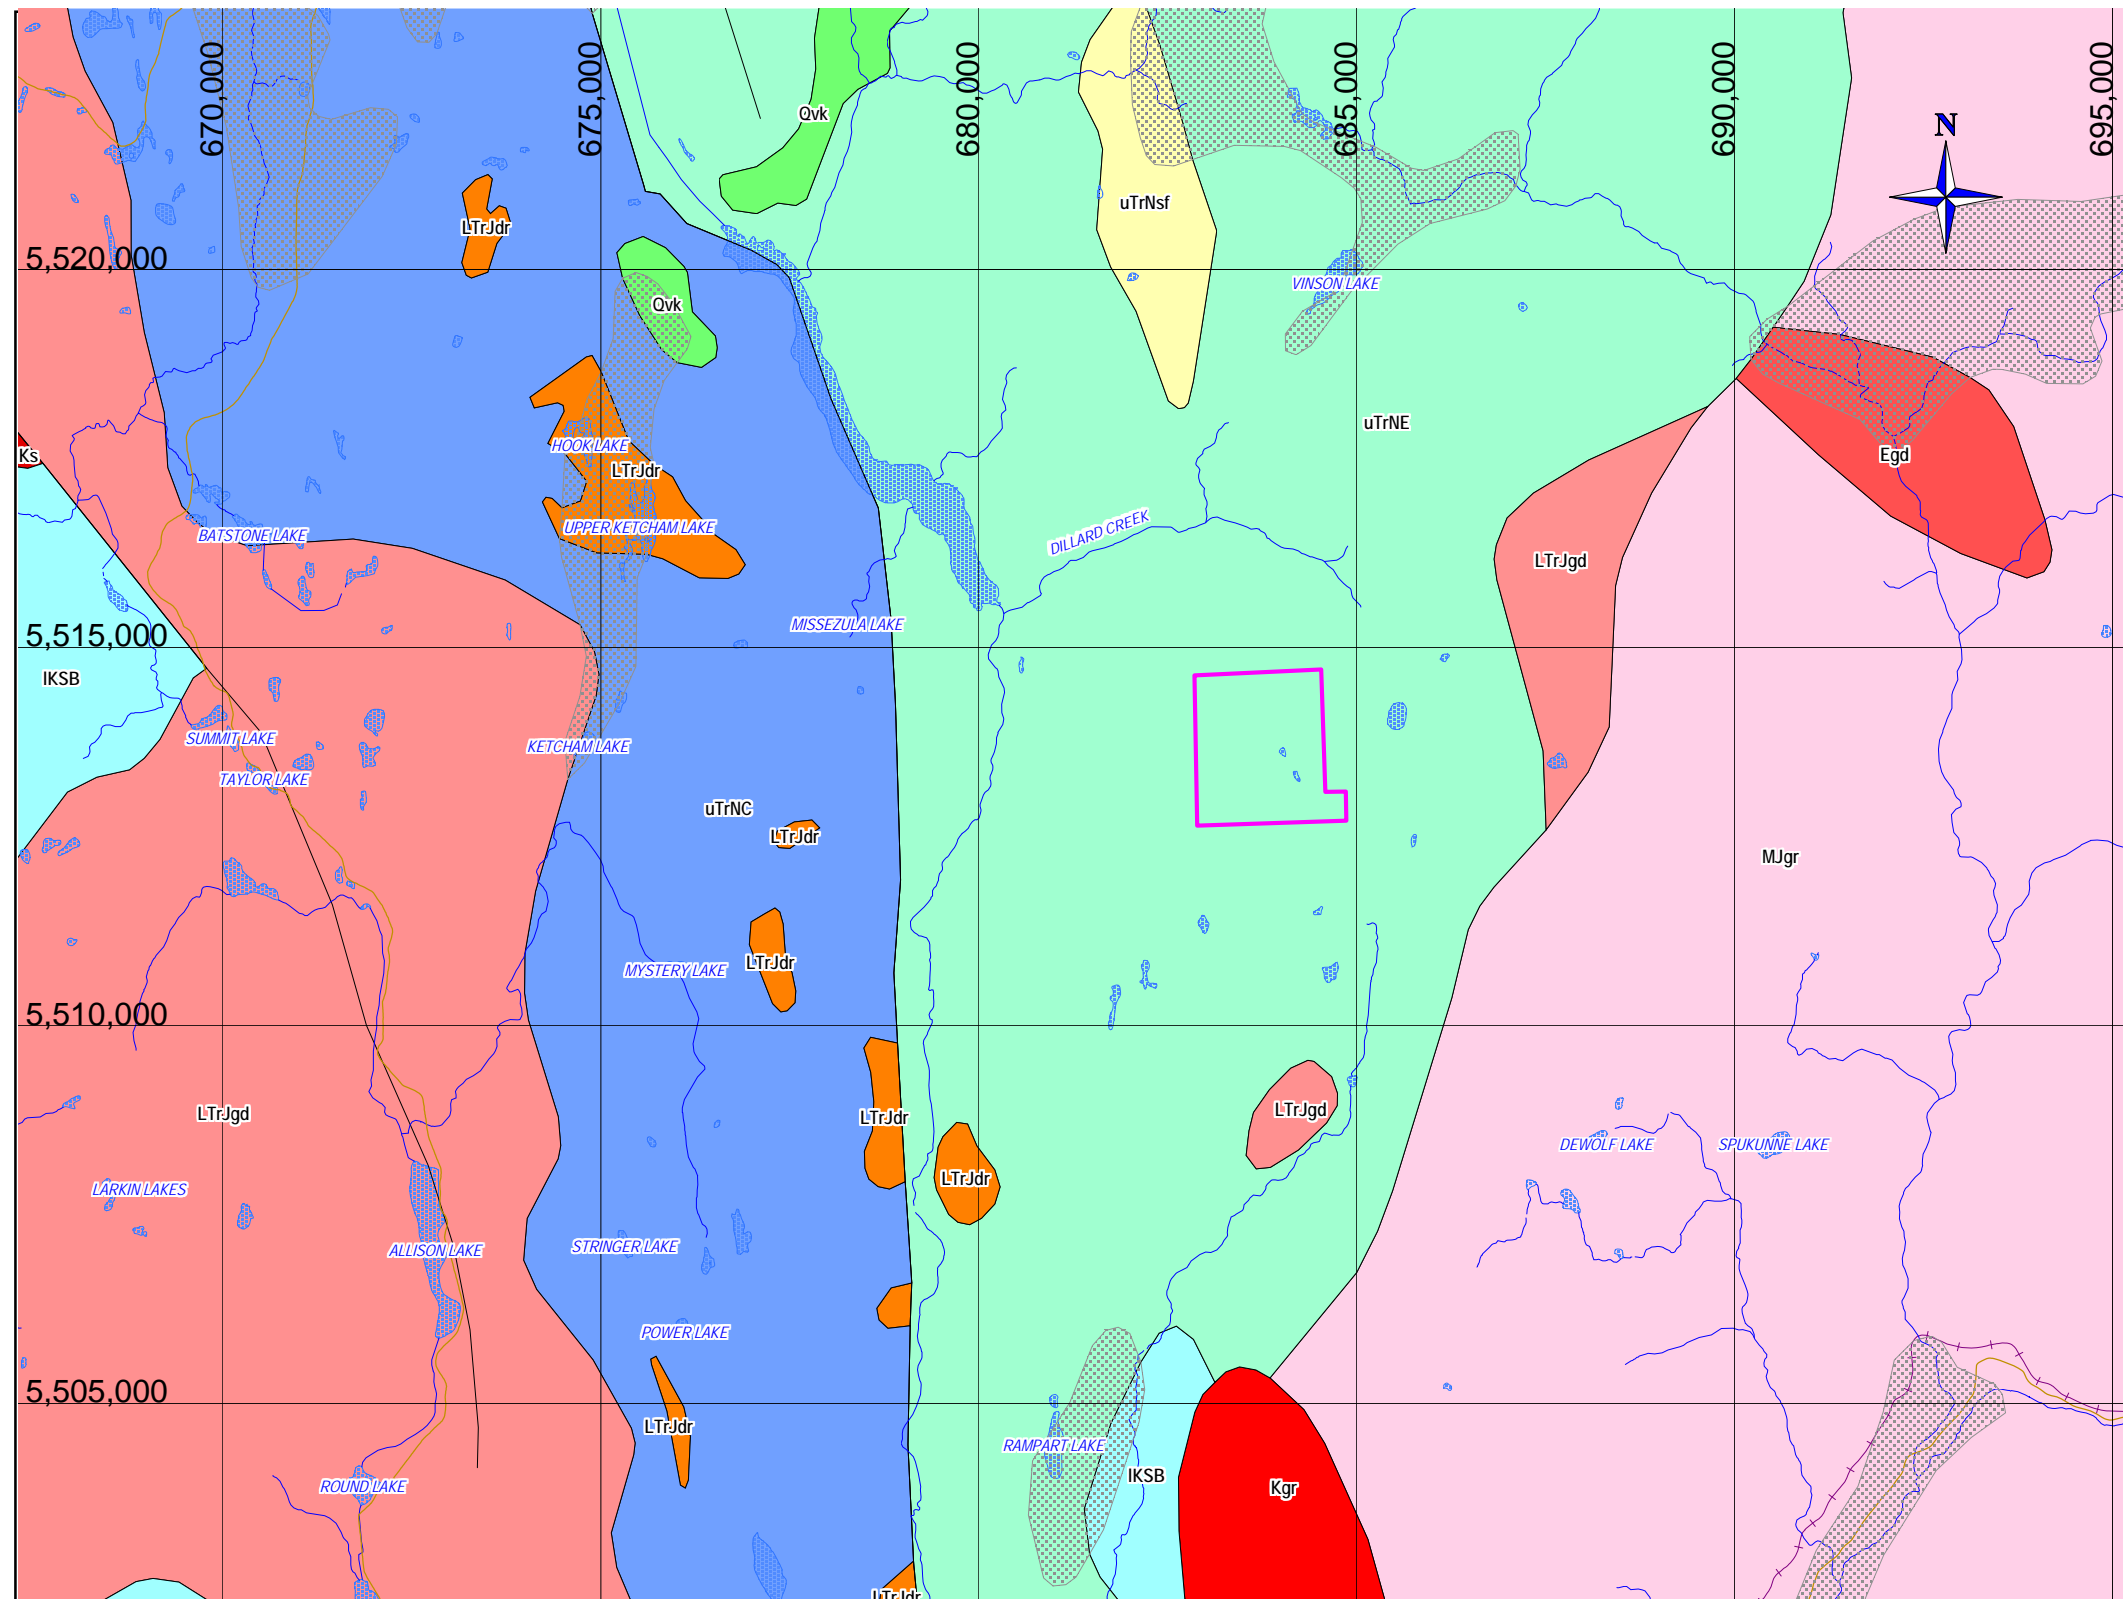 670,000
675,000
680,000
685,000
690,000
695,000
N
Qvk
uTrNsf
LTrJdr
5,520,000
VINSON LAKE
Qvk
uTrNE
HOOK LAKE
Ks
Egd
LTrJdr
UPPER KETCHAM LAKE
BATSTONE LAKE
DILLARD CREEK
LTrJgd
MISSEZULA LAKE
5,515,000
lKSB
SUMMIT LAKE
KETCHAM LAKE
TAYLOR LAKE
uTrNC
LTrJdr
MJgr
LTrJdr
MYSTERY LAKE
5,510,000
LTrJgd
LTrJdr
LTrJgd
DEWOLF LAKE
SPUKUNNE LAKE
LTrJdr
LARKIN LAKES
ALLISON LAKE
STRINGER LAKE
POWER LAKE
5,505,000
LTrJdr
RAMPART LAKE
lKSB
ROUND LAKE
Kgr
LTrJdr